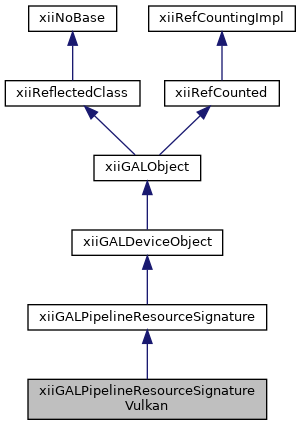 xiiNoBase
xiiRefCountingImpl
xiiReflectedClass
xiiRefCounted
xiiGALObject
xiiGALDeviceObject
xiiGALPipelineResourceSignature
xiiGALPipelineResourceSignature
Vulkan